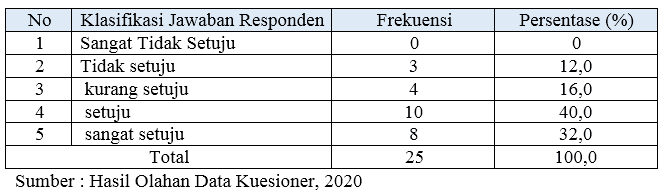 No Klasifikasi Jawaban Responden Frekuensi Persentase (%)
1 Sangat Tidak Setuju 0 0
2 Tidak setuju 3 12,0
3 kurang setuju 4 16,0
4 setuju 10 40,0
5 sangat setuju 8 32,0
Total 25 100,0
Sumber : Hasil Olahan Data Kuesioner, 2020